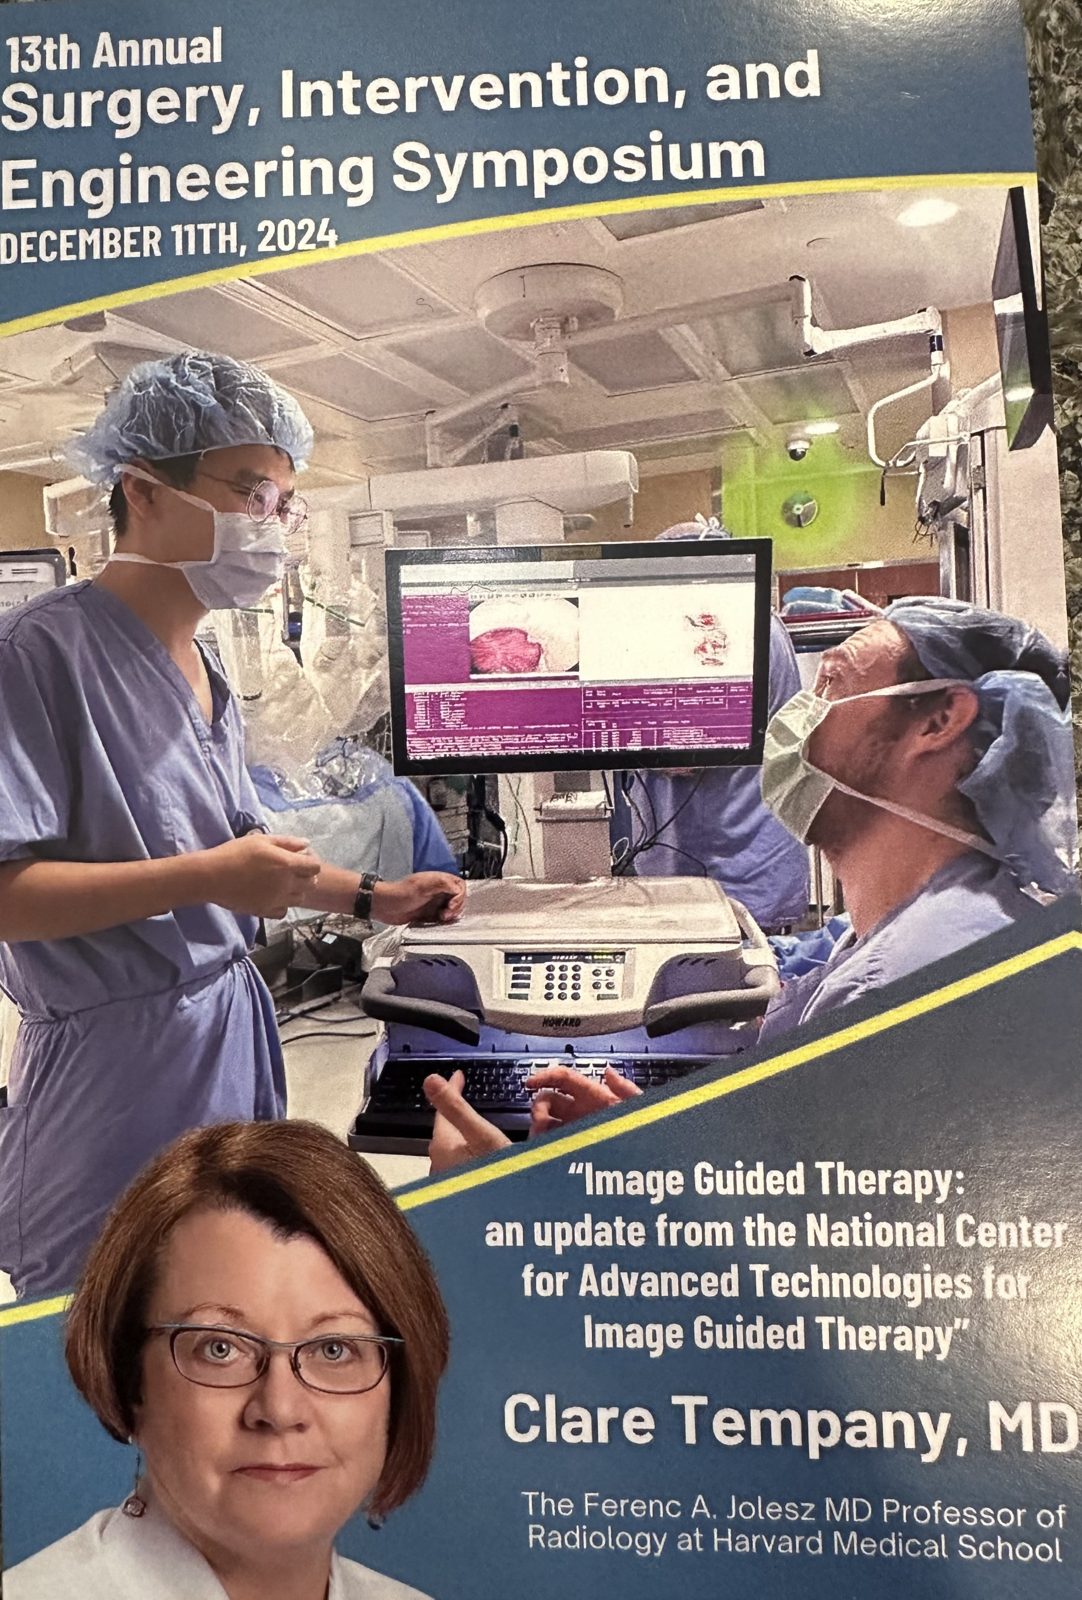 13th Annual
Surgery, Intervention, and
Engineering Symposium
DECEMBER 11TH, 2024
HOWARD
“Image Guided Therapy:
an update from the National Center
for Advanced Technologies for
Image Guided Therapy”
Clare Tempany, MD
The Ferenc A. Jolesz MD Professor of
Radiology at Harvard Medical School